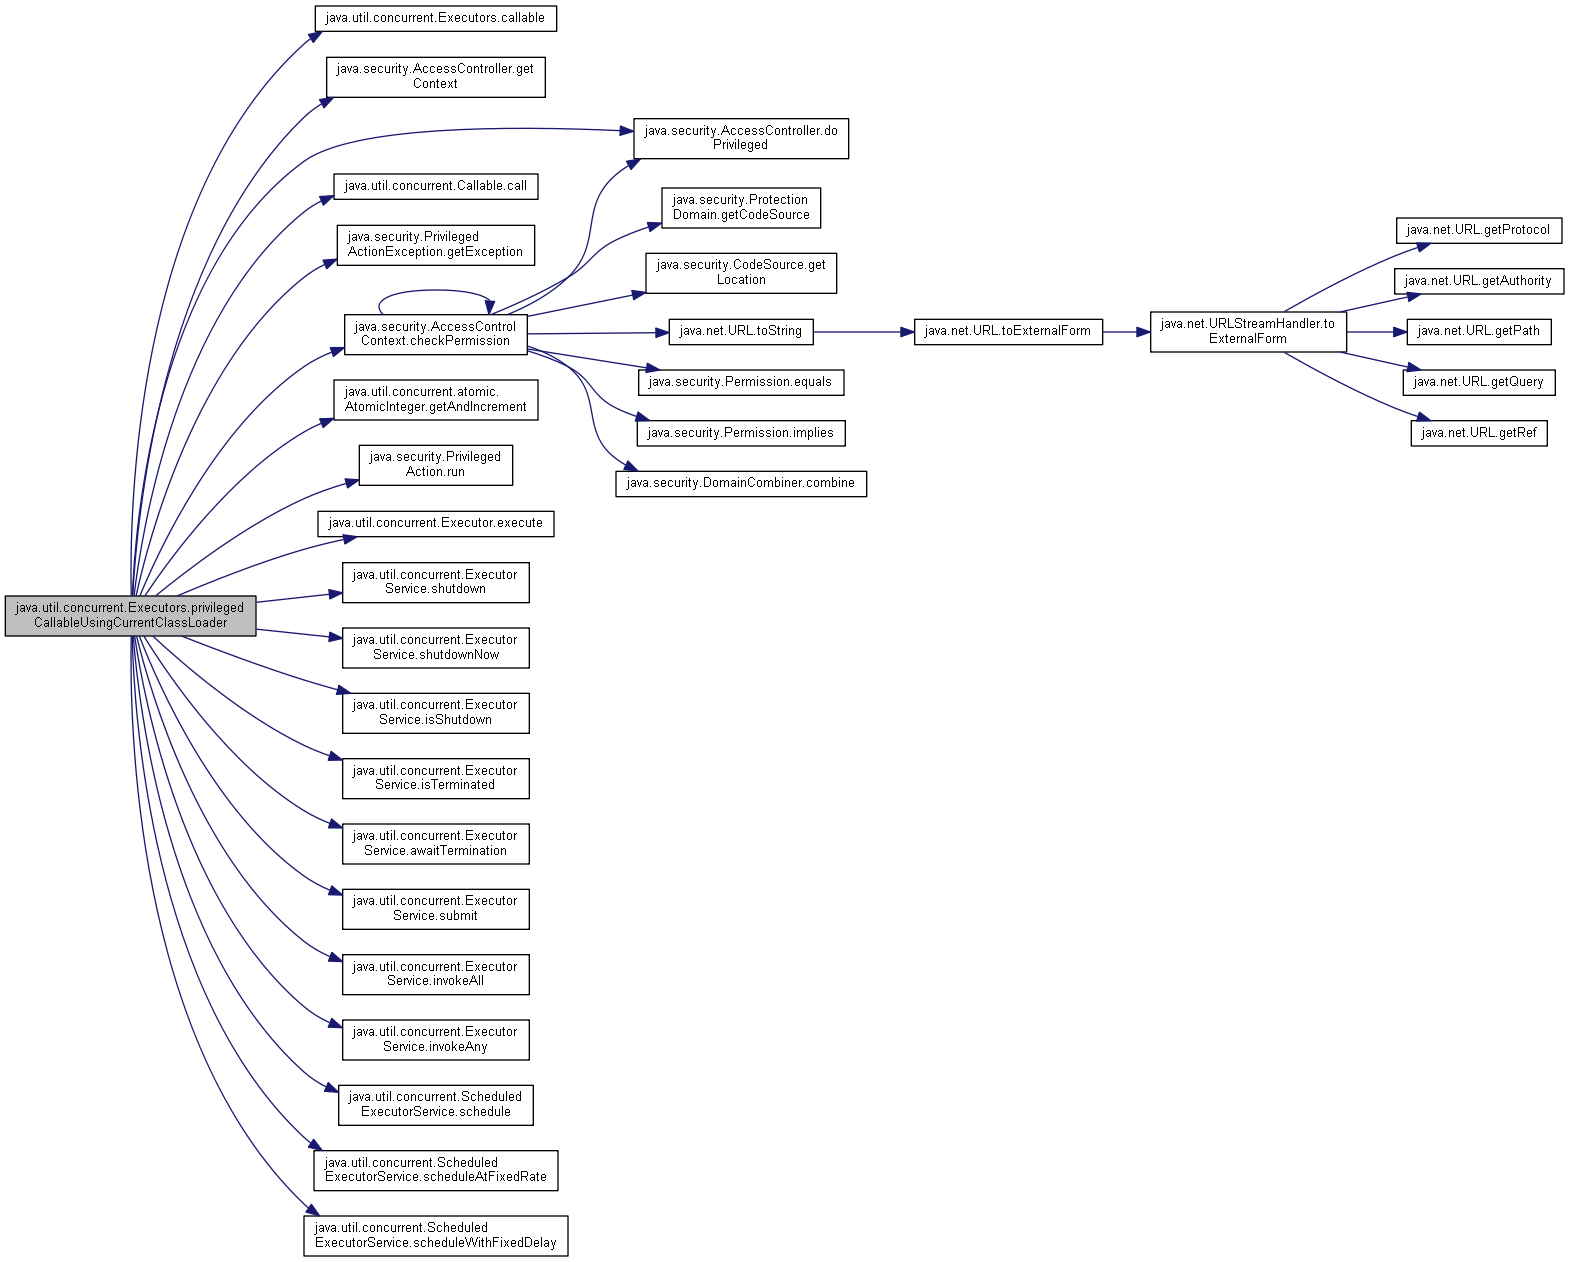 java.util.concurrent.Executors.callable
java.security.AccessController.get
Context
java.security.AccessController.do
Privileged
java.util.concurrent.Callable.call
java.security.Protection
Domain.getCodeSource
java.security.Privileged
ActionException.getException
java.security.CodeSource.get
Location
java.net.URL.getProtocol
java.net.URL.getAuthority
java.security.AccessControl
Context.checkPermission
java.net.URL.toString
java.net.URL.toExternalForm
java.net.URLStreamHandler.to
ExternalForm
java.net.URL.getPath
java.security.Permission.equals
java.net.URL.getQuery
java.util.concurrent.atomic.
AtomicInteger.getAndIncrement
java.security.Permission.implies
java.net.URL.getRef
java.security.Privileged
Action.run
java.security.DomainCombiner.combine
java.util.concurrent.Executor.execute
java.util.concurrent.Executor
Service.shutdown
java.util.concurrent.Executors.privileged
CallableUsingCurrentClassLoader
java.util.concurrent.Executor
Service.shutdownNow
java.util.concurrent.Executor
Service.isShutdown
java.util.concurrent.Executor
Service.isTerminated
java.util.concurrent.Executor
Service.awaitTermination
java.util.concurrent.Executor
Service.submit
java.util.concurrent.Executor
Service.invokeAll
java.util.concurrent.Executor
Service.invokeAny
java.util.concurrent.Scheduled
ExecutorService.schedule
java.util.concurrent.Scheduled
ExecutorService.scheduleAtFixedRate
java.util.concurrent.Scheduled
ExecutorService.scheduleWithFixedDelay